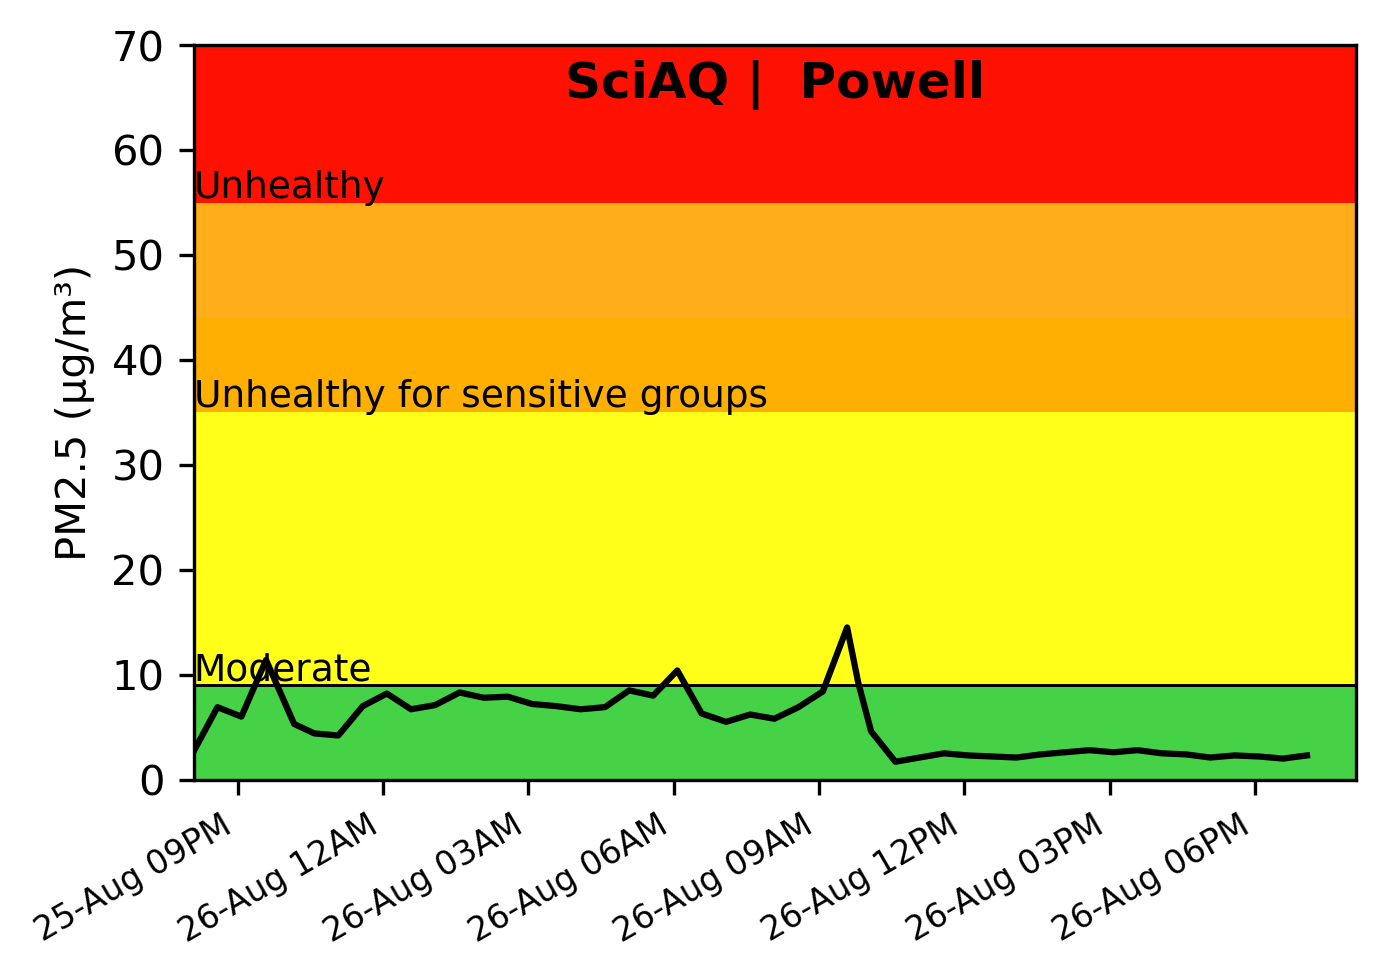 SciAQ | Powell
70
60
50
40
30
20
10
0
PM2.5 (µg/m³)
Unhealthy
Unhealthy for sensitive groups
Moderate
25-Aug 09PM
26-Aug 12AM
26-Aug 03AM
26-Aug 06AM
26-Aug 09AM
26-Aug 12PM
26-Aug 03PM
26-Aug 06PM